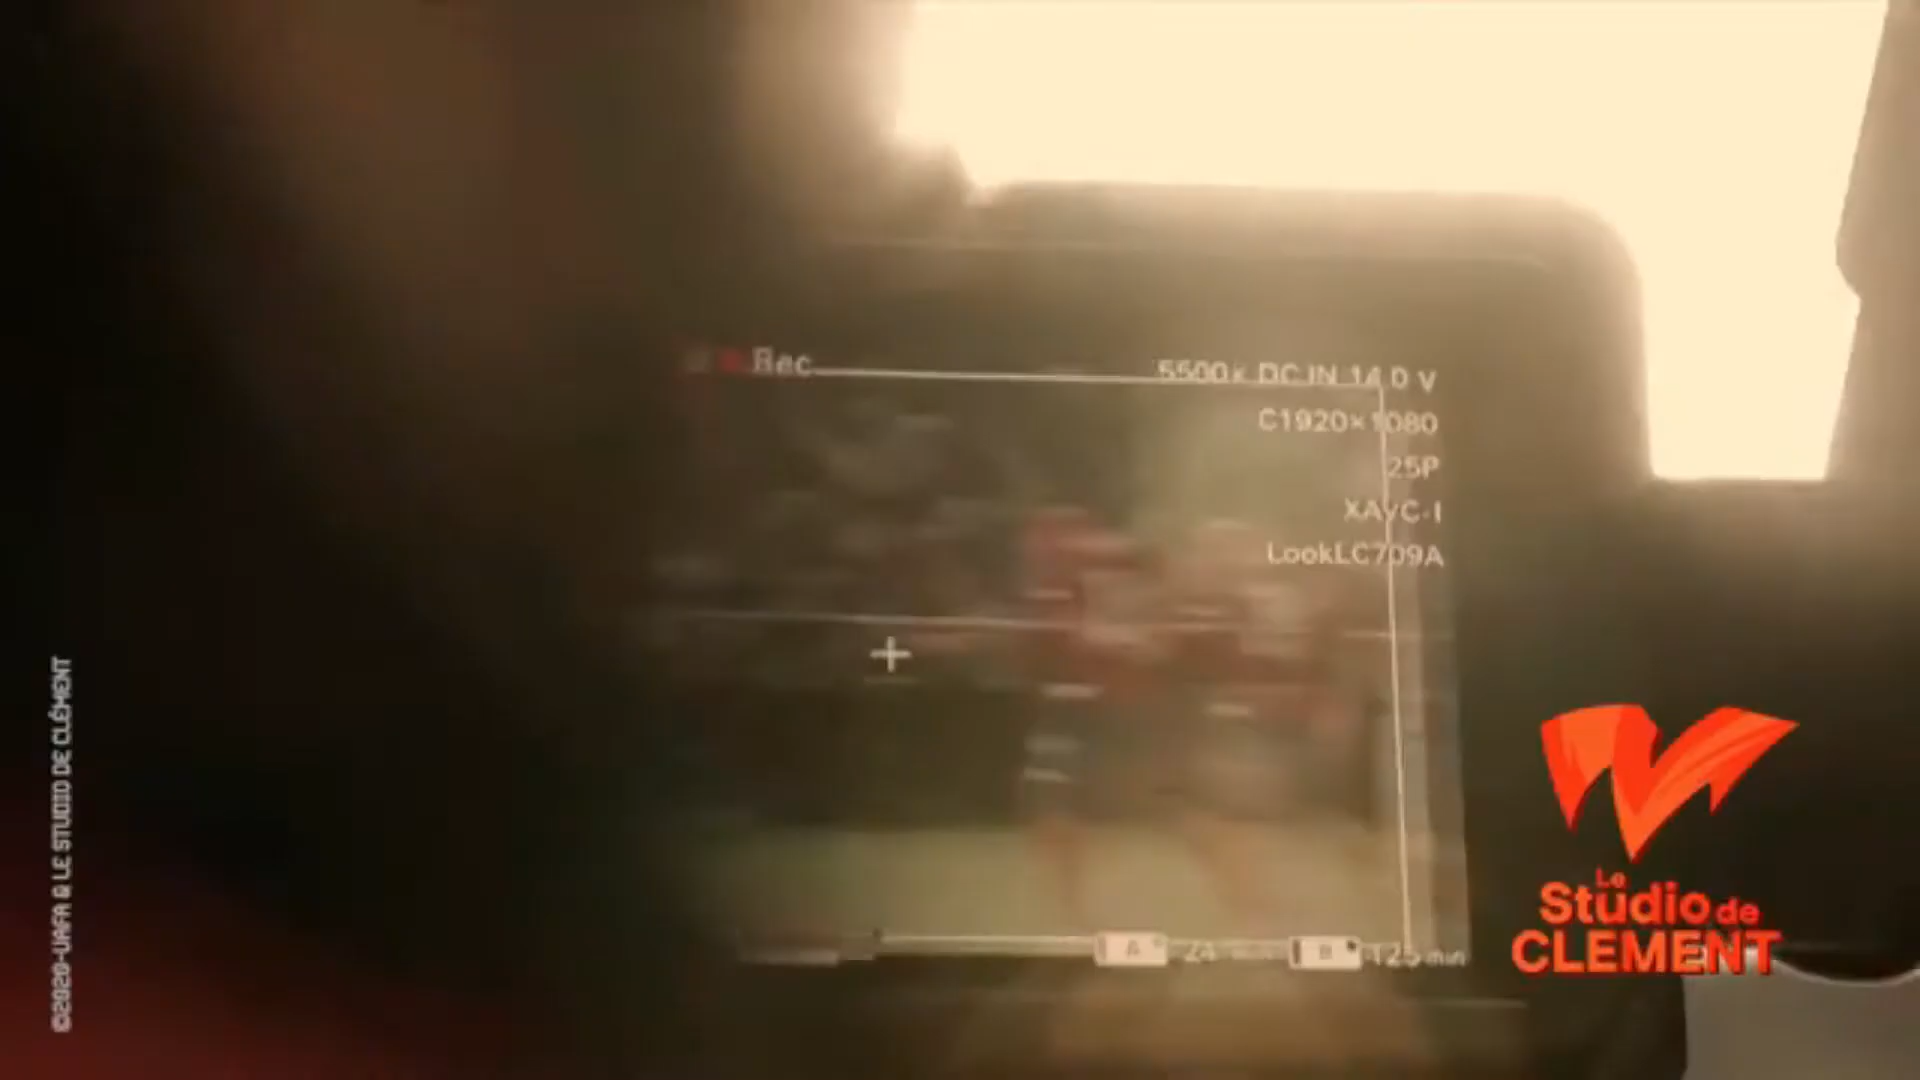 Rec
5500K DC IN 14.0 V
C1920×1080
25P
XAVC-I
LookLC709A
A 24
B 125 min
Le
Studio de
CLEMENT
©2020-UAFA & LE STUDIO DE CLÉMENT